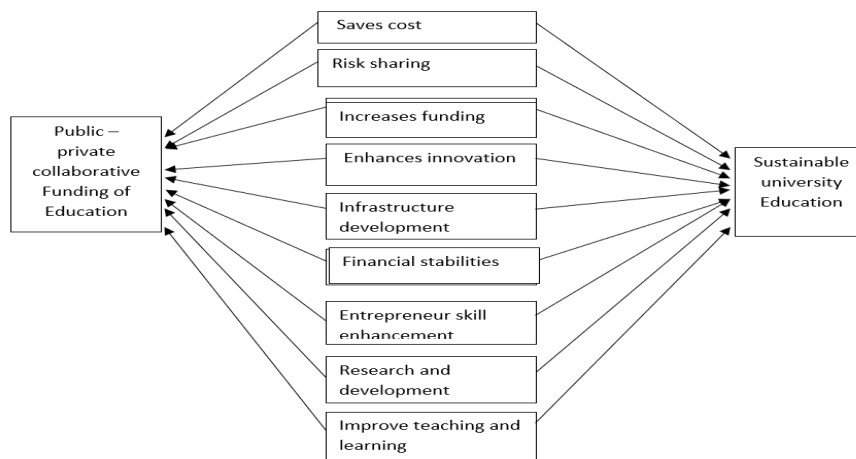 Saves cost
Risk sharing
Increases funding
Enhances innovation
Infrastructure
development
Financial stabilities
Entrepreneur skill
enhancement
Research and
development
Improve teaching and
learning
Public –
private
collaborative
Funding of
Education
Sustainable
university
Education